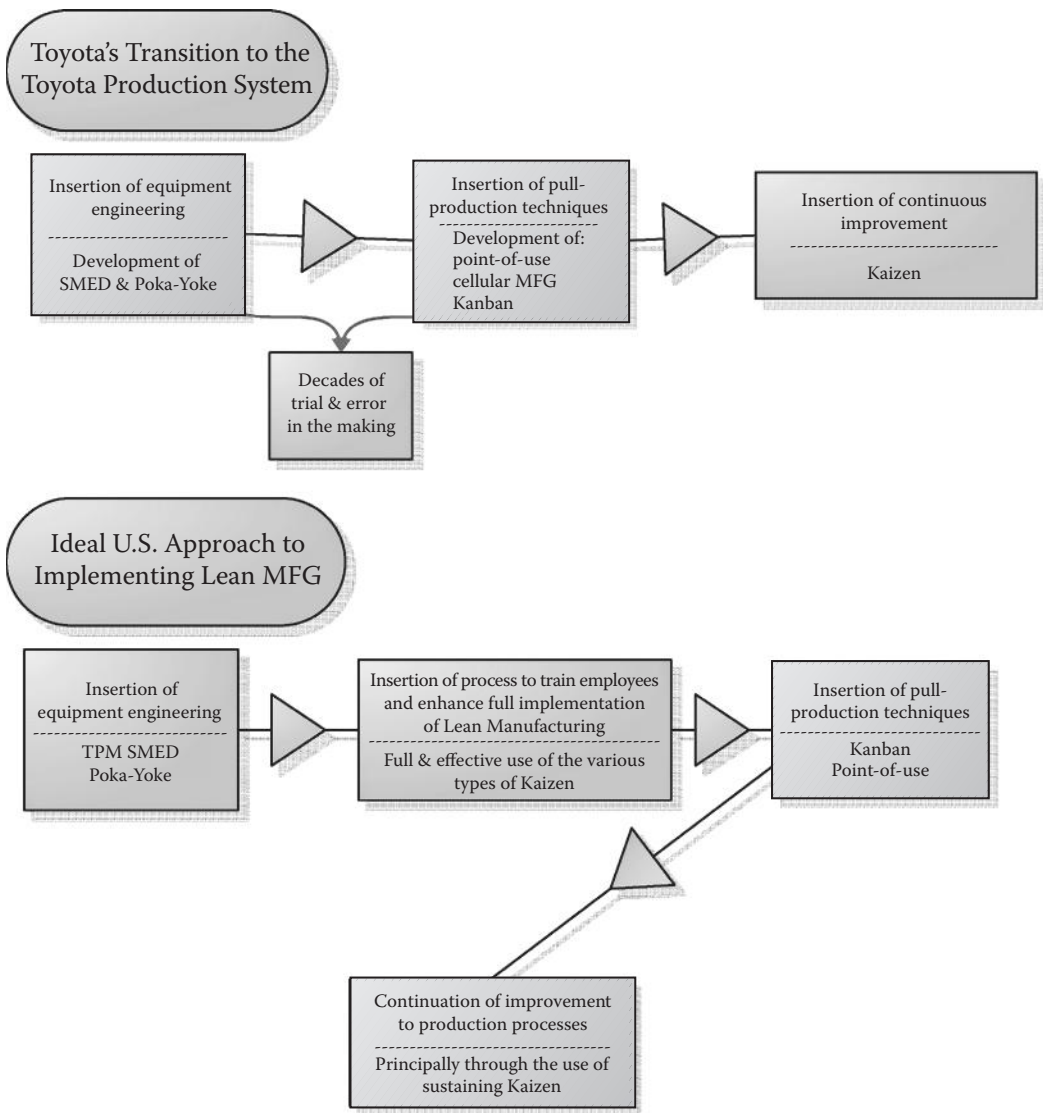 Toyota's Transition to the
Toyota Production System
Insertion of equipment
engineering
Development of
SMED & Poka-Yoke
Insertion of pull-
production techniques
Development of:
point-of-use
cellular MFG
Kanban
Insertion of continuous
improvement
Kaizen
Decades of
trial & error
in the making
Ideal U.S. Approach to
Implementing Lean MFG
Insertion of
equipment engineering
TPM SMED
Poka-Yoke
Insertion of process to train employees
and enhance full implementation
of Lean Manufacturing
Full & effective use of the various
types of Kaizen
Insertion of pull-
production techniques
Kanban
Point-of-use
Continuation of improvement
to production processes
Principally through the use of
sustaining Kaizen